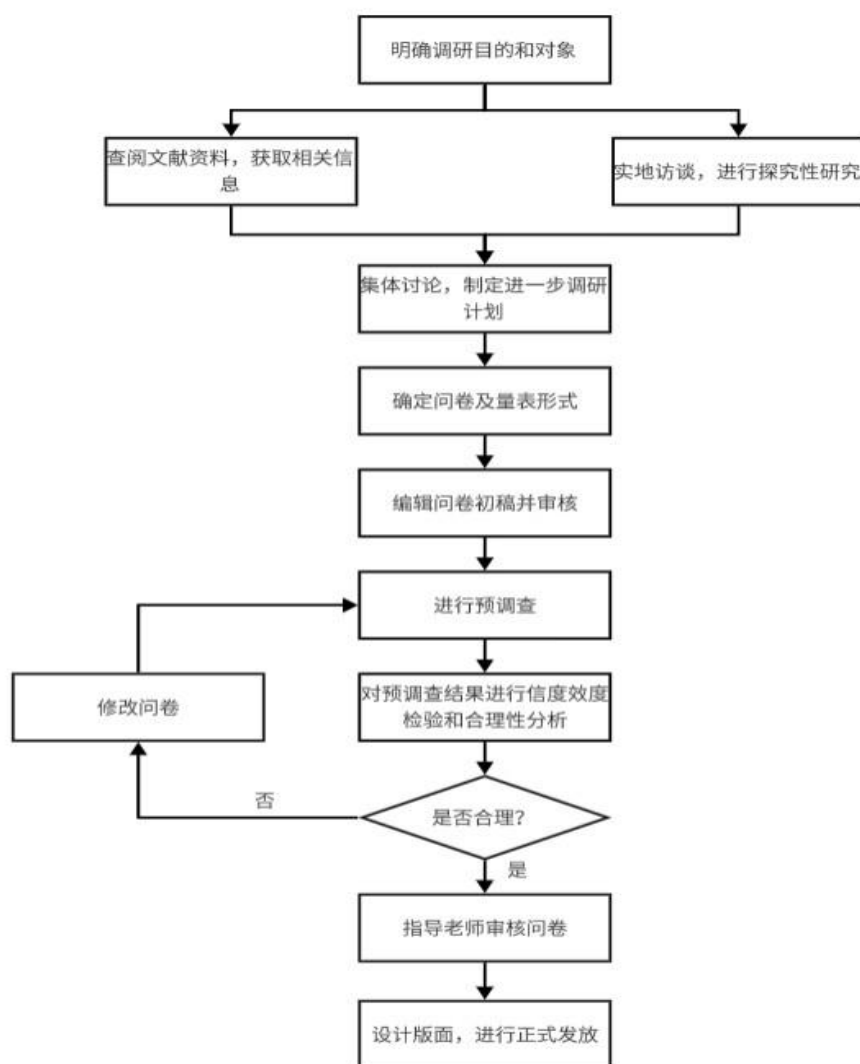 明确调研目的和对象
查阅文献资料，获取相关信
息
实地访谈，进行探究性研究
集体讨论，制定进一步调研
计划
确定问卷及量表形式
编辑问卷初稿并审核
进行预调查
修改问卷
对预调查结果进行信度效度
检验和合理性分析
否
是否合理？
是
指导老师审核问卷
设计版面，进行正式发放